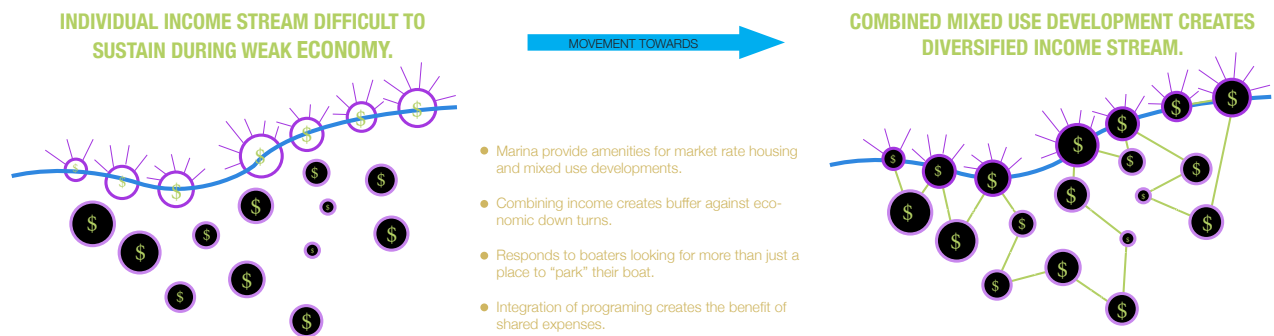 INDIVIDUAL INCOME STREAM DIFFICULT TO
SUSTAIN DURING WEAK ECONOMY.
MOVEMENT TOWARDS
COMBINED MIXED USE DEVELOPMENT CREATES
DIVERSIFIED INCOME STREAM.
Marina provide amenities for market rate housing
and mixed use developments.
Combining income creates buffer against eco-
nomic down turns.
Responds to boaters looking for more than just a
place to “park” their boat.
Integration of programing creates the benefit of
shared expenses.